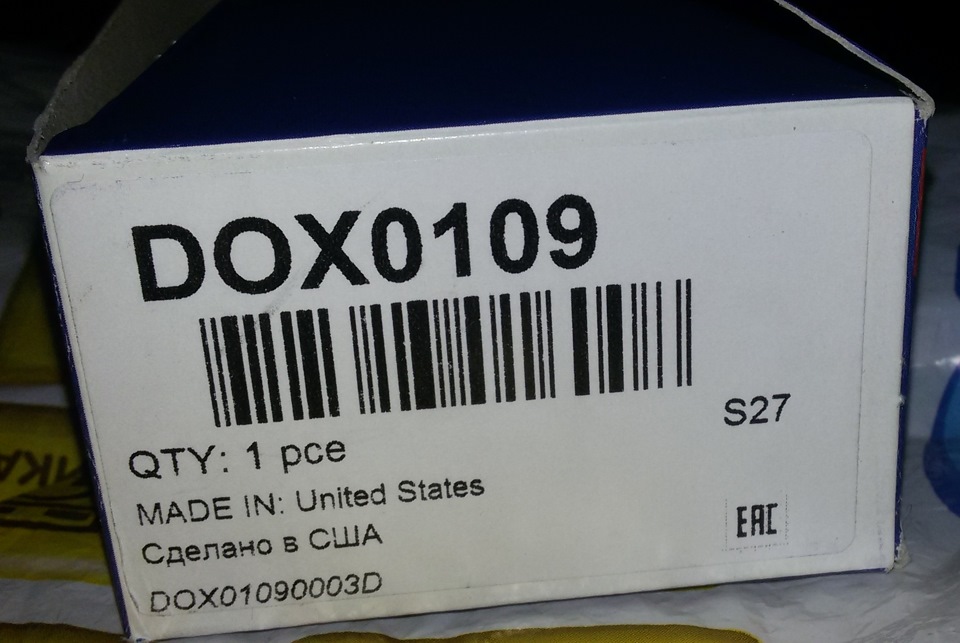 DOX0109
S27
QTY: 1 pce
MADE IN: United States
Сделано в США
EAC
DOX01090003D